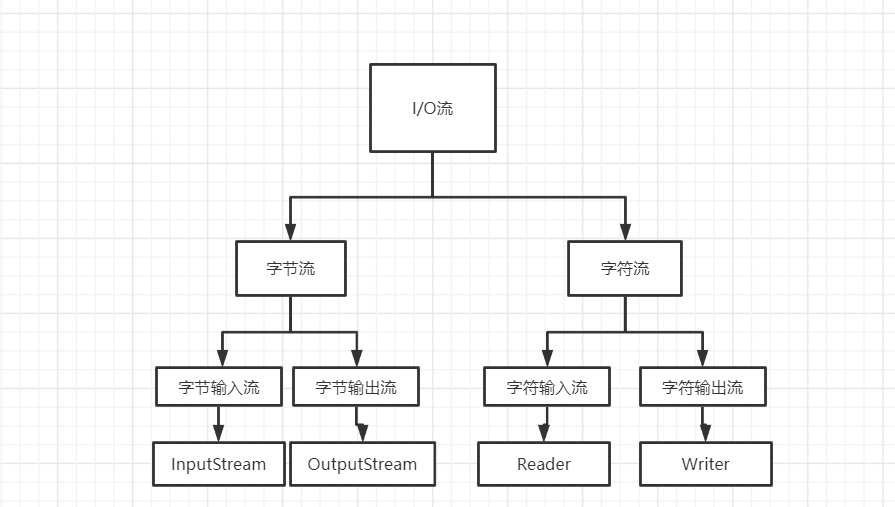 I/O流
字节流
字符流
字节输入流
字节输出流
字符输入流
字符输出流
InputStream
OutputStream
Reader
Writer